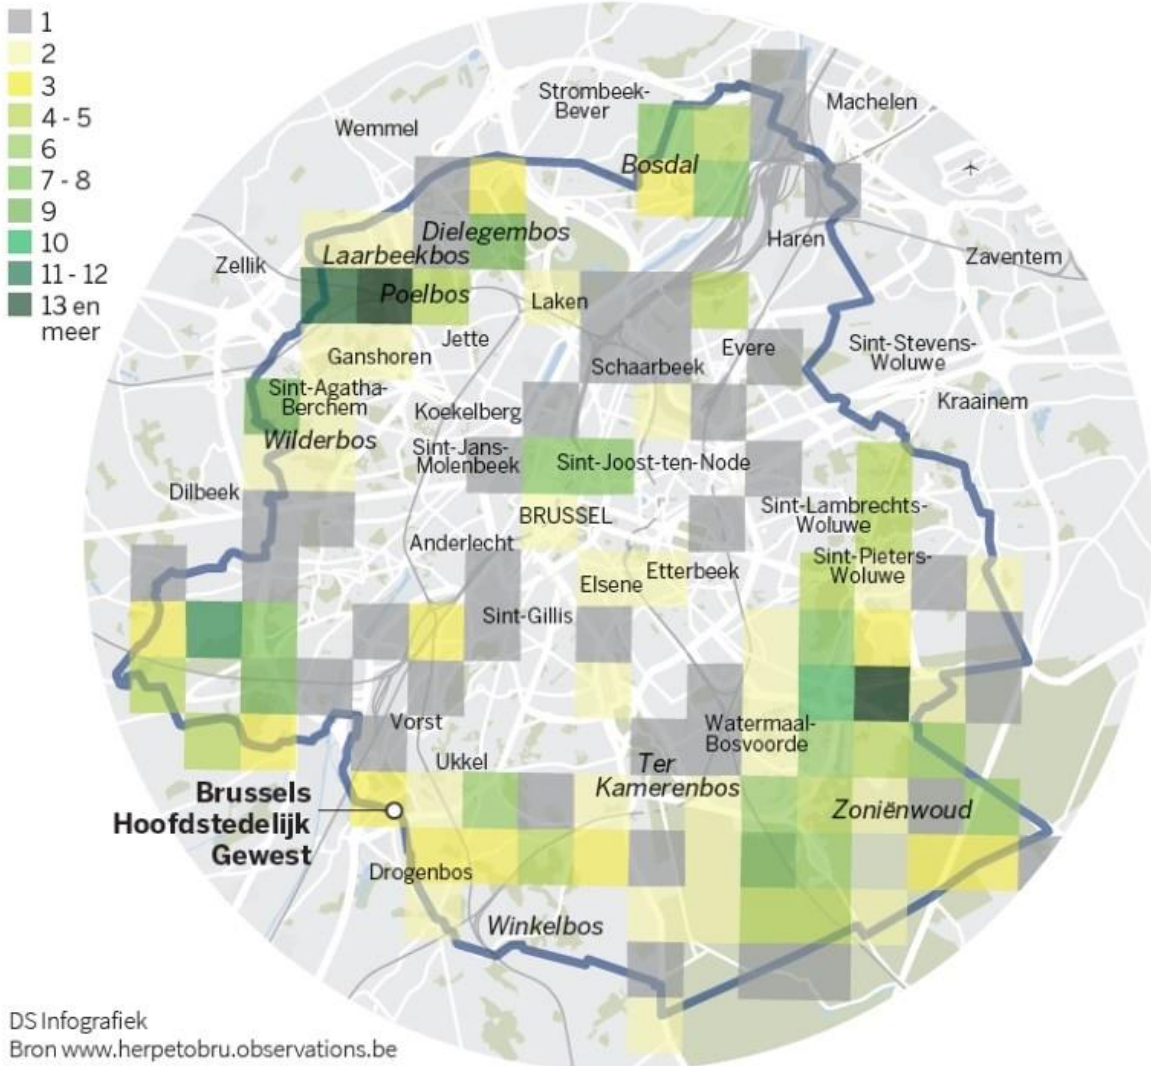 1
2
3
4 - 5
6
7 - 8
9
10
11 - 12
13 en
meer
Strombeek-
Bever
Machelen
Wemmel
Bosdal
Dielegembos
Haren
Laarbeekbos
Zaventem
Zellik
Poelbos
Laken
Jette
Sint-Stevens-
Woluwe
Evere
Ganshoren
Schaarbeek
Sint-Agatha-
Berchem
Koekelberg
Kraainem
Wilderbos
Sint-Jans-
Molenbeek
Sint-Joost-ten-Node
Dilbeek
BRUSSEL
Sint-Lambrechts-
Woluwe
Anderlecht
Sint-Pieters-
Woluwe
Elsene
Etterbeek
Sint-Gillis
Vorst
Watermaal-
Bosvoorde
Ukkel
Ter
Kamerenbos
Brussels
Hoofdstedelijk
Gewest
Zoniënwoud
Drogenbos
Winkelbos
DS Infografiek
Bron www.herpetobru.observations.be